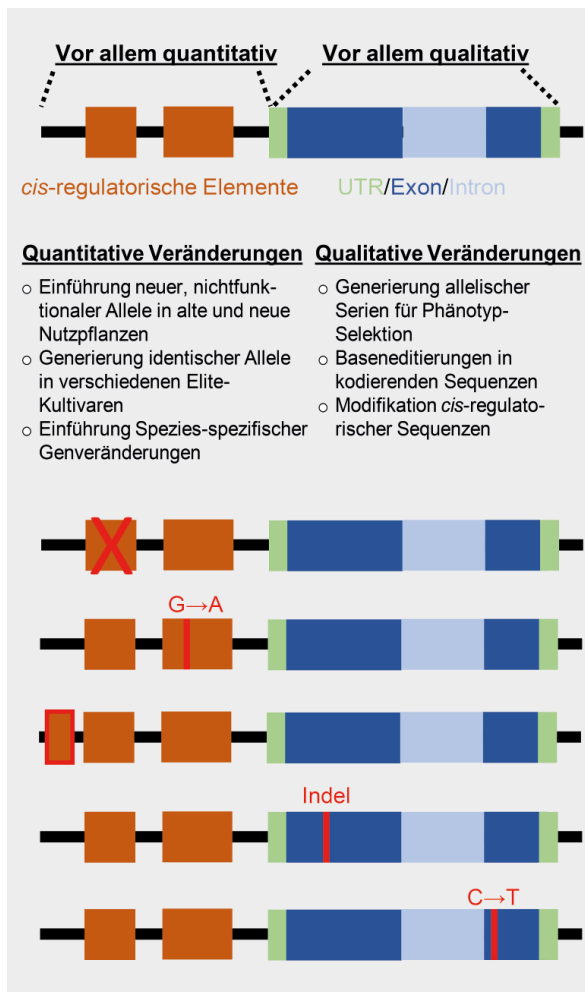 Vor allem quantitativ Vor allem qualitativ
cis-regulatorische Elemente UTR/Exon/Intron
Quantitative Veränderungen
○ Einführung neuer, nichtfunk-
tionaler Allele in alte und neue
Nutzpflanzen
○ Generierung identischer Allele
in verschiedenen Elite-
Kultivaren
○ Einführung Spezies-spezifischer
Genveränderungen
Qualitative Veränderungen
○ Generierung allelischer
Serien für Phänotyp-
Selektion
○ Baseneditierungen in
kodierenden Sequenzen
○ Modifikation cis-regulato-
rischer Sequenzen
G→A
Indel
C→T